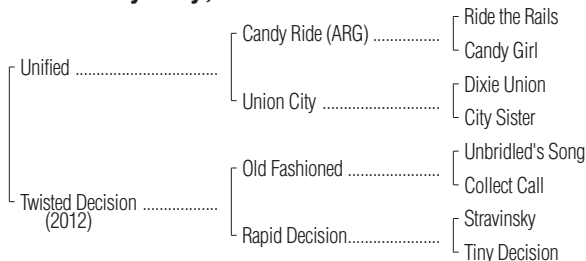 Ride the Rails
Candy Ride (ARG) ..................
Candy Girl
Unified ..................................
Dixie Union
Union City ..............................
City Sister
Unbridled's Song
Old Fashioned ........................
Collect Call
Twisted Decision ..................
(2012)
Stravinsky
Rapid Decision........................
Tiny Decision